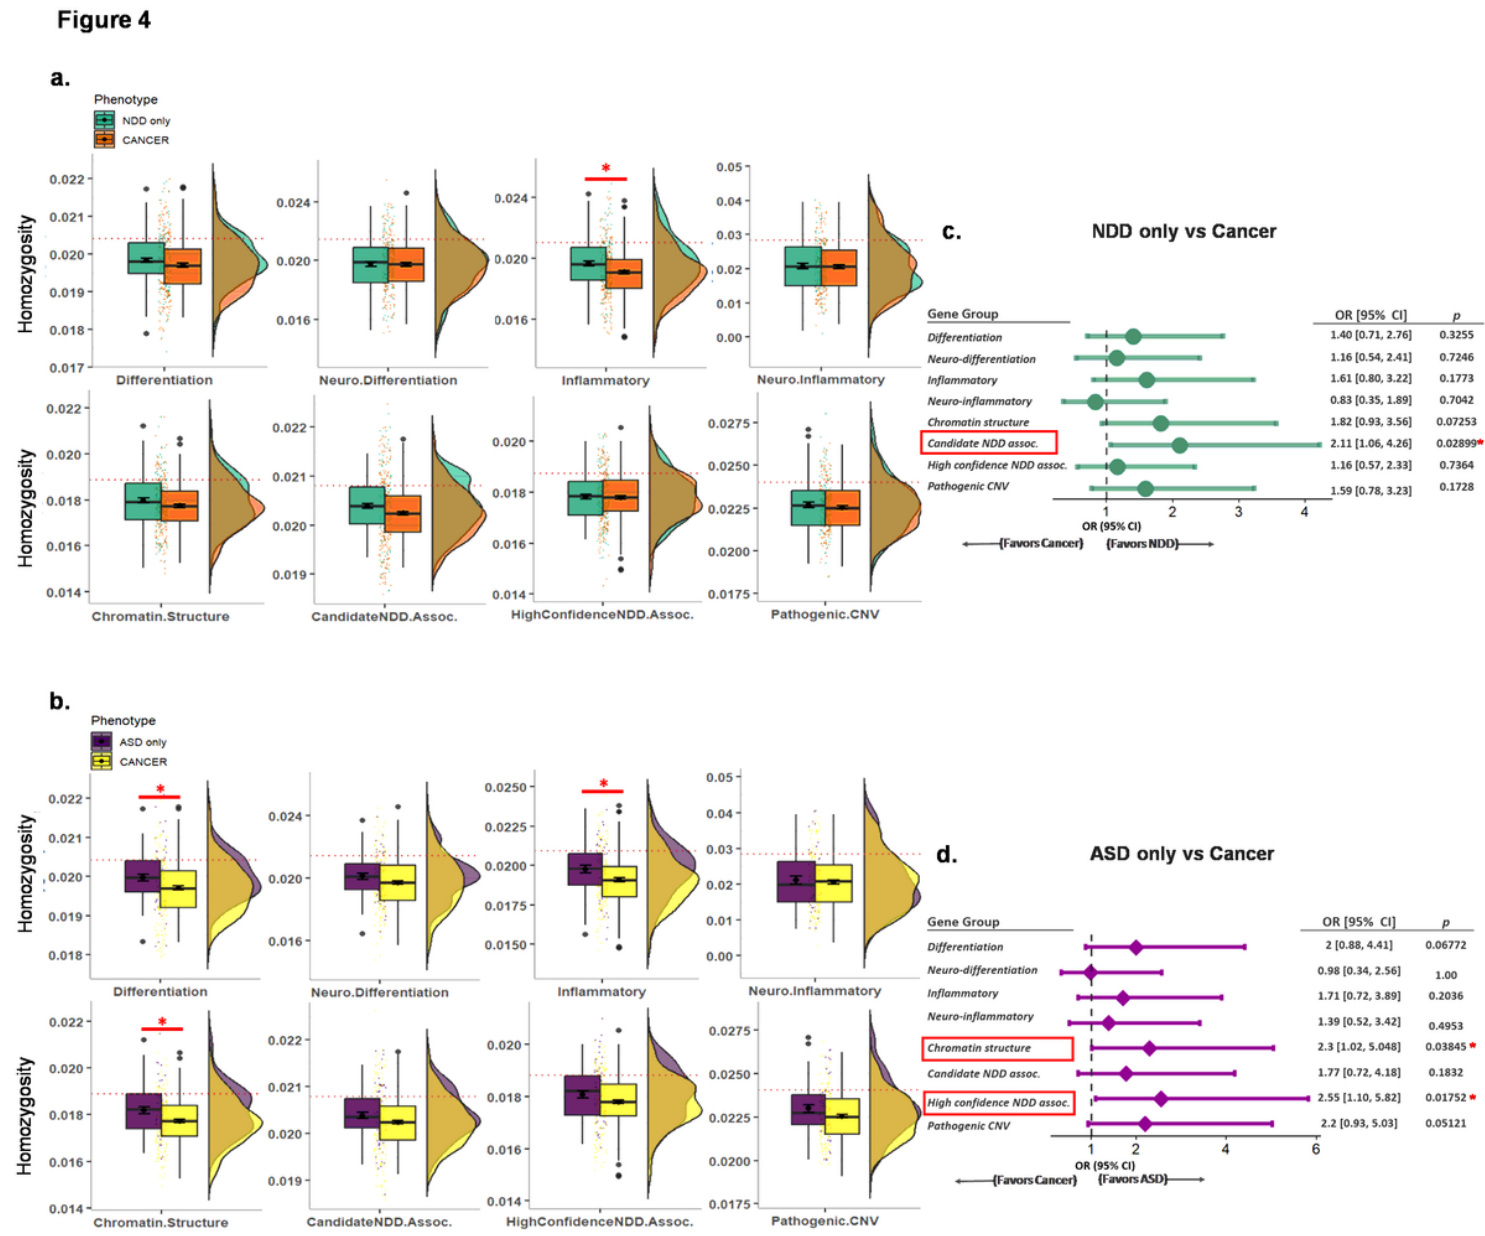 Figure 4
a.
Phenotype
NDD only
CANCER
Homozygosity
0.022
0.021
0.020
0.019
0.018
0.017
Differentiation
0.024
0.020
0.016
Neuro.Differentiation
*
0.024
0.020
0.016
Inflammatory
0.05
0.04
0.03
0.02
0.01
0.00
Neuro.Inflammatory
Homozygosity
0.022
0.020
0.018
0.016
0.014
Chromatin.Structure
0.022
0.021
0.020
0.019
CandidateNDD.Assoc.
0.020
0.018
0.016
0.014
HighConfidenceNDD.Assoc.
0.0275
0.0250
0.0225
0.0200
0.0175
Pathogenic.CNV
c.
NDD only vs Cancer
Gene Group OR [95% CI] p
Differentiation 1.40 [0.71, 2.76] 0.3255
Neuro-differentiation 1.16 [0.54, 2.41] 0.7246
Inflammatory 1.61 [0.80, 3.22] 0.1773
Neuro-inflammatory 0.83 [0.35, 1.89] 0.7042
Chromatin structure 1.82 [0.93, 3.56] 0.07253
Candidate NDD assoc. 2.11 [1.06, 4.26] 0.02899*
High confidence NDD assoc. 1.16 [0.57, 2.33] 0.7364
Pathogenic CNV 1.59 [0.78, 3.23] 0.1728
1 2 3 4
OR (95% CI)
(Favors Cancer) (Favors NDD)
b.
Phenotype
ASD only
CANCER
Homozygosity
*
0.022
0.021
0.020
0.019
0.018
Differentiation
0.024
0.020
0.016
Neuro.Differentiation
*
0.0250
0.0225
0.0200
0.0175
0.0150
Inflammatory
0.05
0.04
0.03
0.02
0.01
0.00
Neuro.Inflammatory
Homozygosity
*
0.022
0.020
0.018
0.016
0.014
Chromatin.Structure
0.022
0.021
0.020
0.019
CandidateNDD.Assoc.
0.020
0.018
0.016
0.014
HighConfidenceNDD.Assoc.
0.0275
0.0250
0.0225
0.0200
0.0175
Pathogenic.CNV
d.
ASD only vs Cancer
Gene Group OR [95% CI] p
Differentiation 2 [0.88, 4.41] 0.06772
Neuro-differentiation 0.98 [0.34, 2.56] 1.00
Inflammatory 1.71 [0.72, 3.89] 0.2036
Neuro-inflammatory 1.39 [0.52, 3.42] 0.4953
Chromatin structure 2.3 [1.02, 5.048] 0.03845 *
Candidate NDD assoc. 1.77 [0.72, 4.18] 0.1832
High confidence NDD assoc. 2.55 [1.10, 5.82] 0.01752 *
Pathogenic CNV 2.2 [0.93, 5.03] 0.05121
1 2 4 6
OR (95% CI)
(Favors Cancer) (Favors ASD)